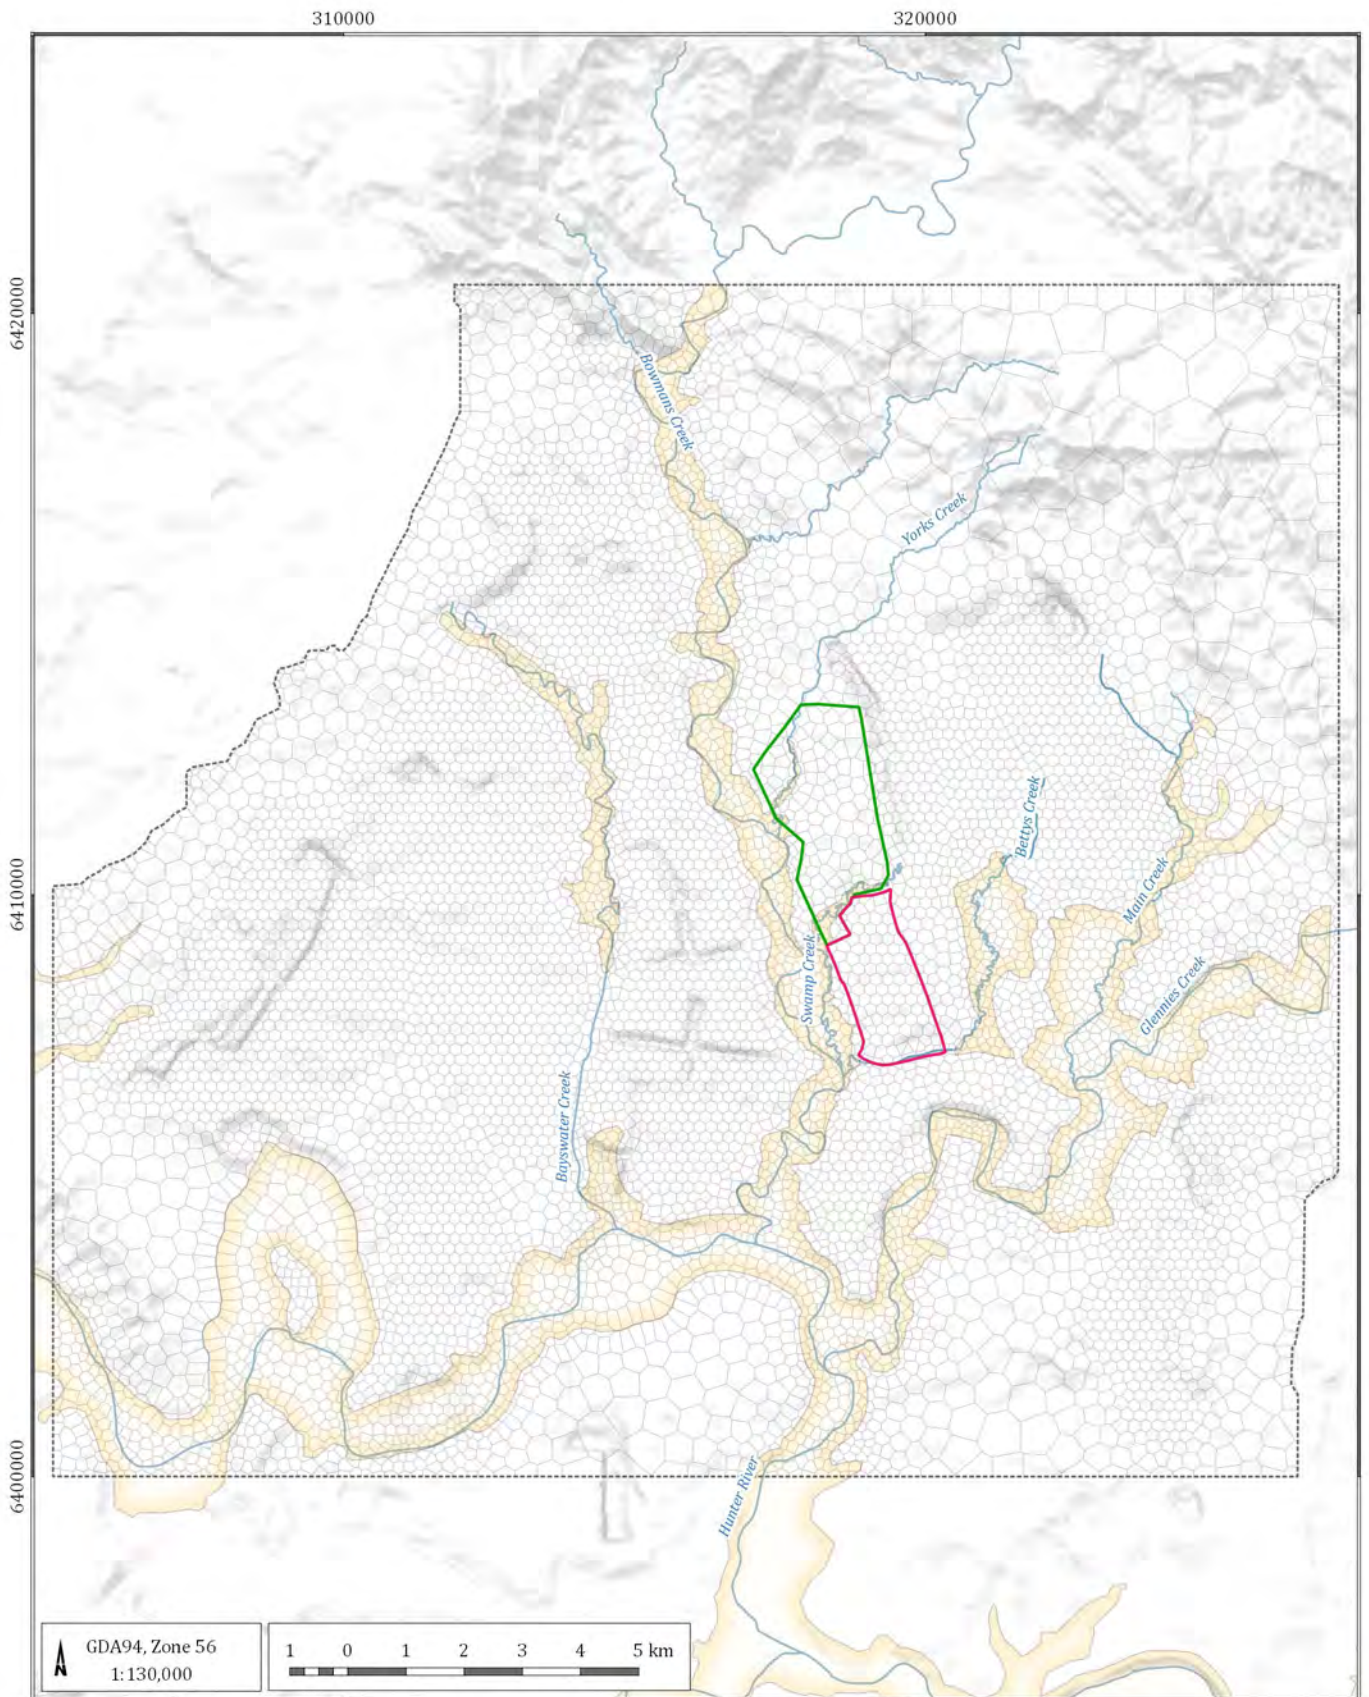 310000
320000
6420000
Bowmans Creek
Yorks Creek
Bettys Creek
6410000
Main Creek
Swamp Creek
Glennies Creek
Bayswater Creek
6400000
Hunter River
GDA94, Zone 56
1:130,000
N
1 0 1 2 3 4 5 km